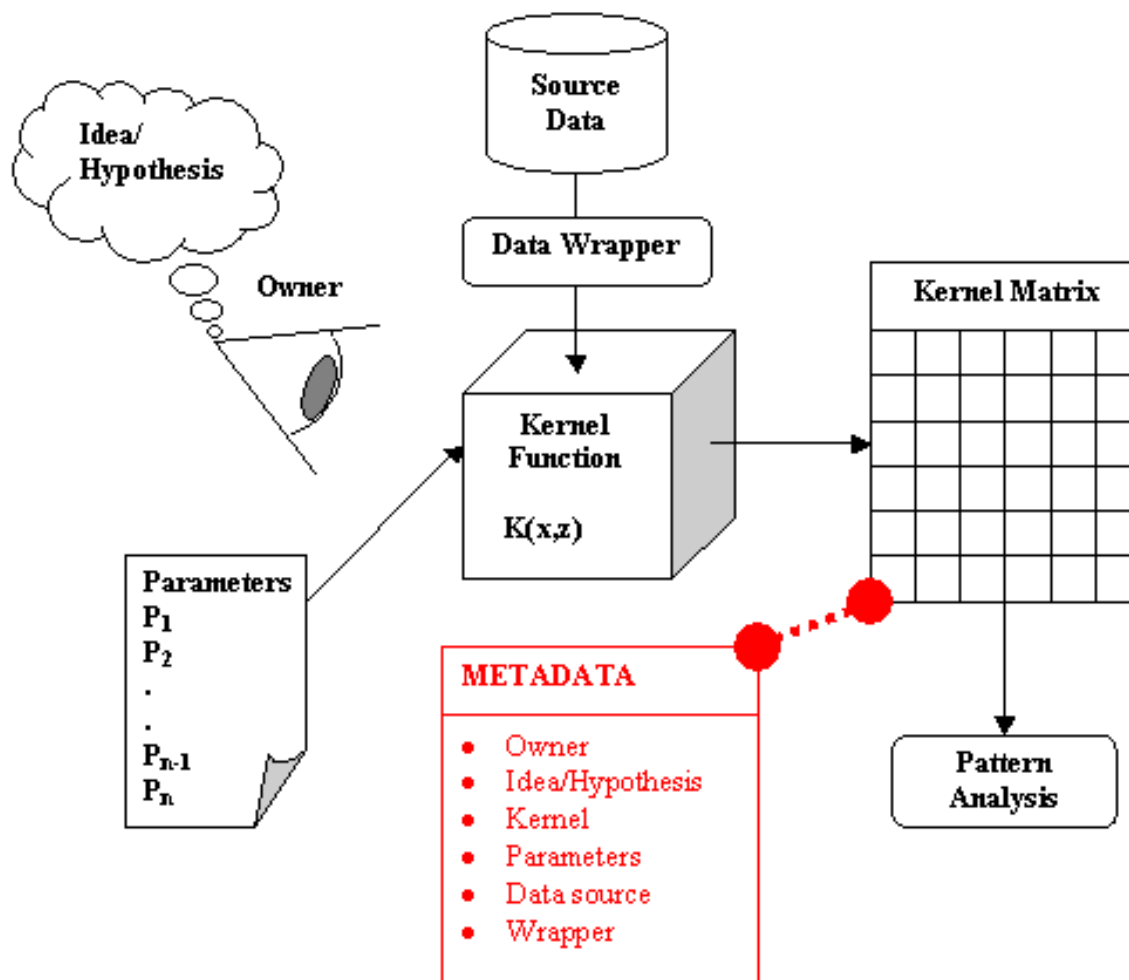 Source
Data
Idea/
Hypothesis
Data Wrapper
Owner
Kernel Matrix
Kernel
Function
K(x,z)
Parameters
P1
P2
.
.
Pn-1
Pn
METADATA
• Owner
• Idea/Hypothesis
• Kernel
• Parameters
• Data source
• Wrapper
Pattern
Analysis